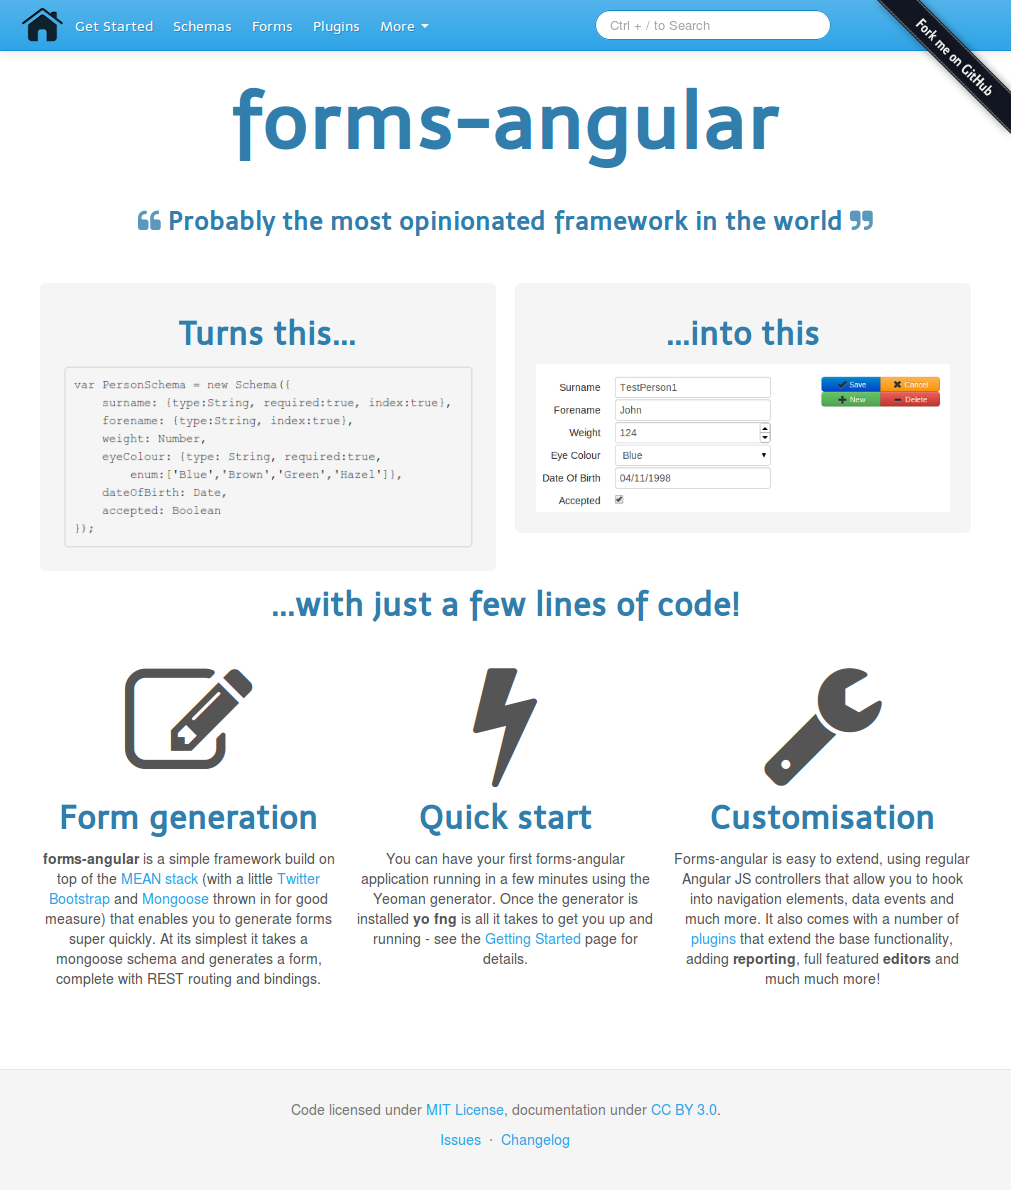 Get Started Schemas Forms Plugins More Ctrl + / to Search
Fork me on GitHub
forms-angular
❝ Probably the most opinionated framework in the world ❞
Turns this...
var PersonSchema = new Schema({
surname: {type:String, required:true, index:true},
forename: {type:String, index:true},
weight: Number,
eyeColour: {type: String, required:true,
enum:['Blue','Brown','Green','Hazel']},
dateOfBirth: Date,
accepted: Boolean
});
...into this
Surname TestPerson1
Forename John
Weight 124
Eye Colour Blue
Date Of Birth 04/11/1998
Accepted
Save Cancel
New Delete
...with just a few lines of code!
Form generation
forms-angular is a simple framework build on
top of the MEAN stack (with a little Twitter
Bootstrap and Mongoose thrown in for good
measure) that enables you to generate forms
super quickly. At its simplest it takes a
mongoose schema and generates a form,
complete with REST routing and bindings.
Quick start
You can have your first forms-angular
application running in a few minutes using the
Yeoman generator. Once the generator is
installed yo fng is all it takes to get you up and
running - see the Getting Started page for
details.
Customisation
Forms-angular is easy to extend, using regular
Angular JS controllers that allow you to hook
into navigation elements, data events and
much more. It also comes with a number of
plugins that extend the base functionality,
adding reporting, full featured editors and
much much more!
Code licensed under MIT License, documentation under CC BY 3.0.
Issues · Changelog